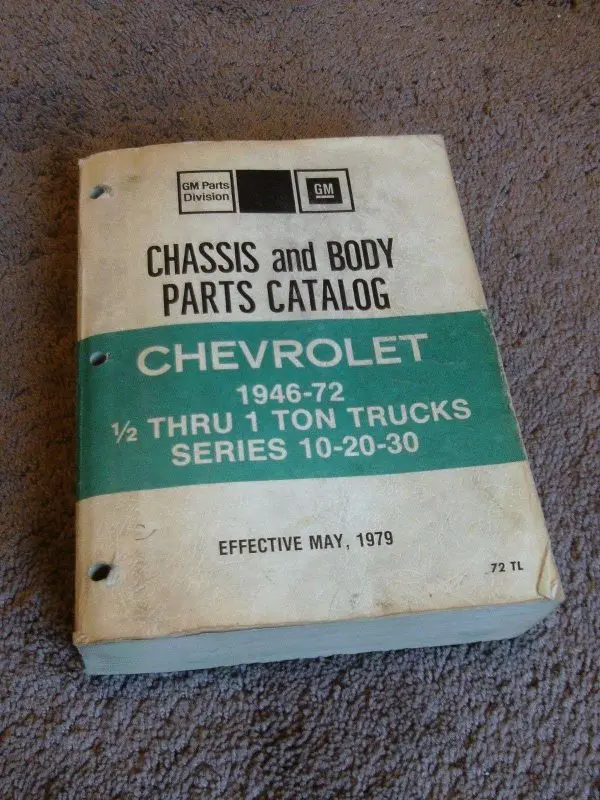 GM Parts
Division
GM
CHASSIS and BODY
PARTS CATALOG
CHEVROLET
1946-72
½ THRU 1 TON TRUCKS
SERIES 10-20-30
EFFECTIVE MAY, 1979
72 TL